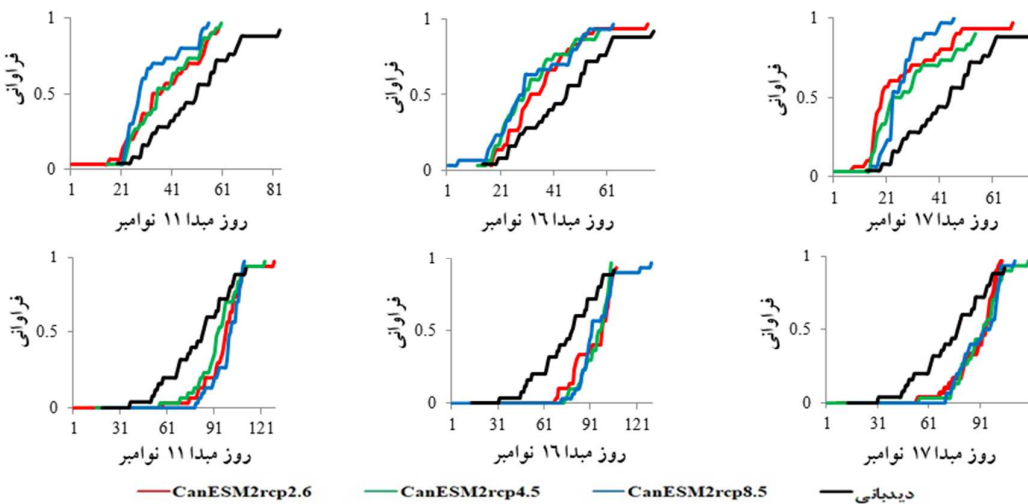 فراوانی
1
0.5
0
1 21 41 61 81
روز مبدا ۱۱ نوامبر
فراوانی
1
0.5
0
1 21 41 61
روز مبدا ۱۶ نوامبر
فراوانی
1
0.5
0
1 21 41 61
روز مبدا ۱۷ نوامبر
فراوانی
1
0.5
0
1 31 61 91 121
روز مبدا ۱۱ نوامبر
فراوانی
1
0.5
0
1 31 61 91 121
روز مبدا ۱۶ نوامبر
فراوانی
1
0.5
0
1 31 61 91
روز مبدا ۱۷ نوامبر
CanESM2rcp2.6 CanESM2rcp4.5 CanESM2rcp8.5 دیدبانی